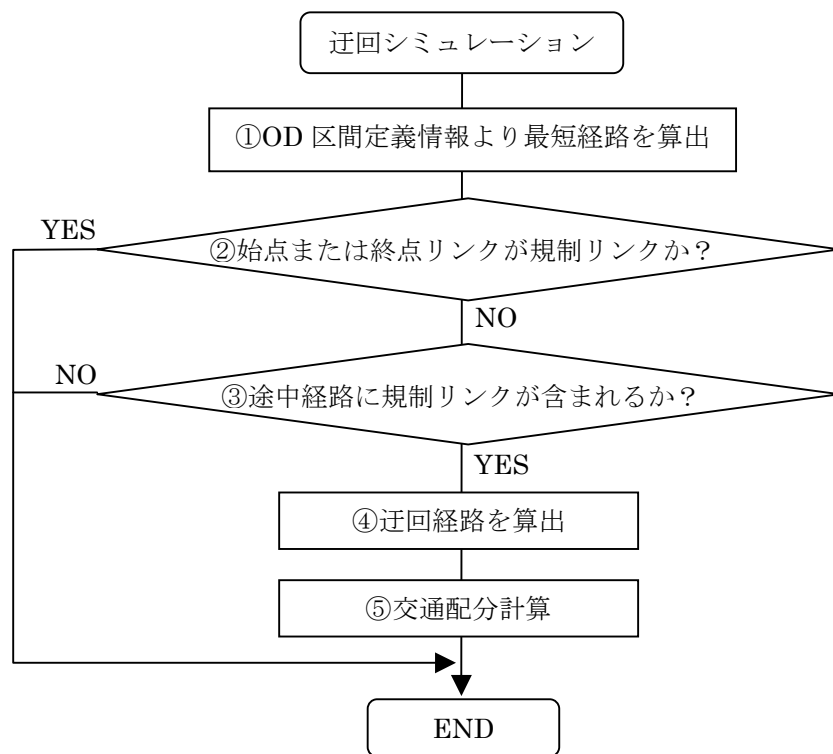 迂回シミュレーション
①OD 区間定義情報より最短経路を算出
YES
②始点または終点リンクが規制リンクか？
NO
NO
③途中経路に規制リンクが含まれるか？
YES
④迂回経路を算出
⑤交通配分計算
END